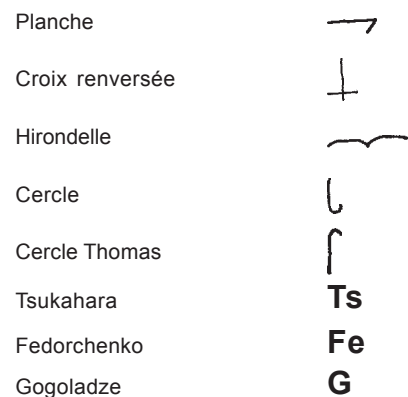 Planche
Croix renversée
Hirondelle
Cercle
Cercle Thomas
Tsukahara Ts
Fedorchenko Fe
Gogoladze G